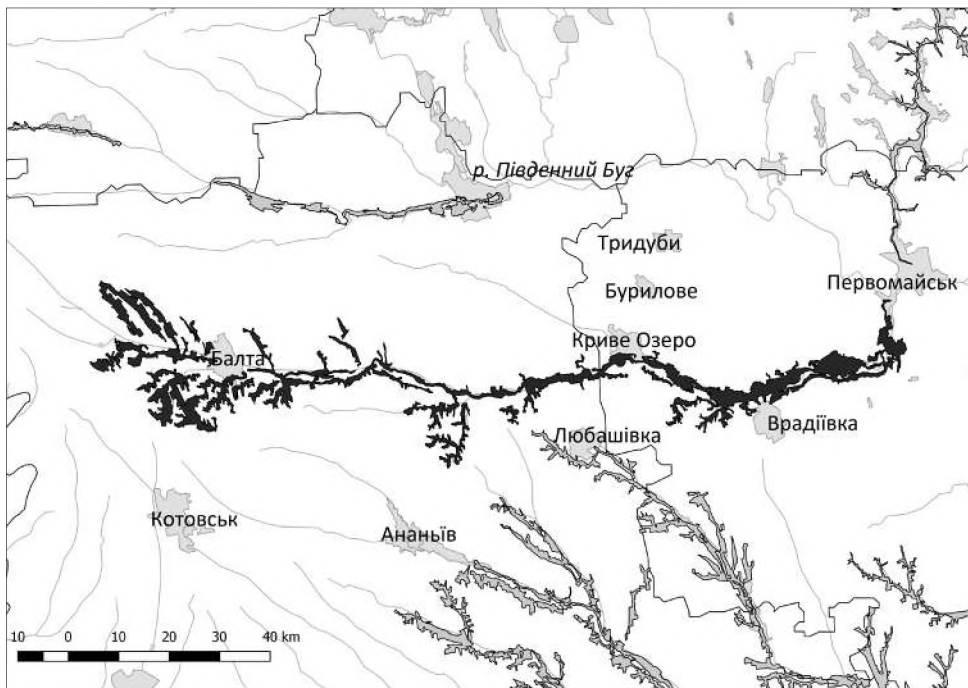 р. Південний Буг
Тридуби
Бурилове
Первомайськ
Криве Озеро
Балта
Врадіївка
Любашівка
Котовськ
Ананьїв
10 0 10 20 30 40 km